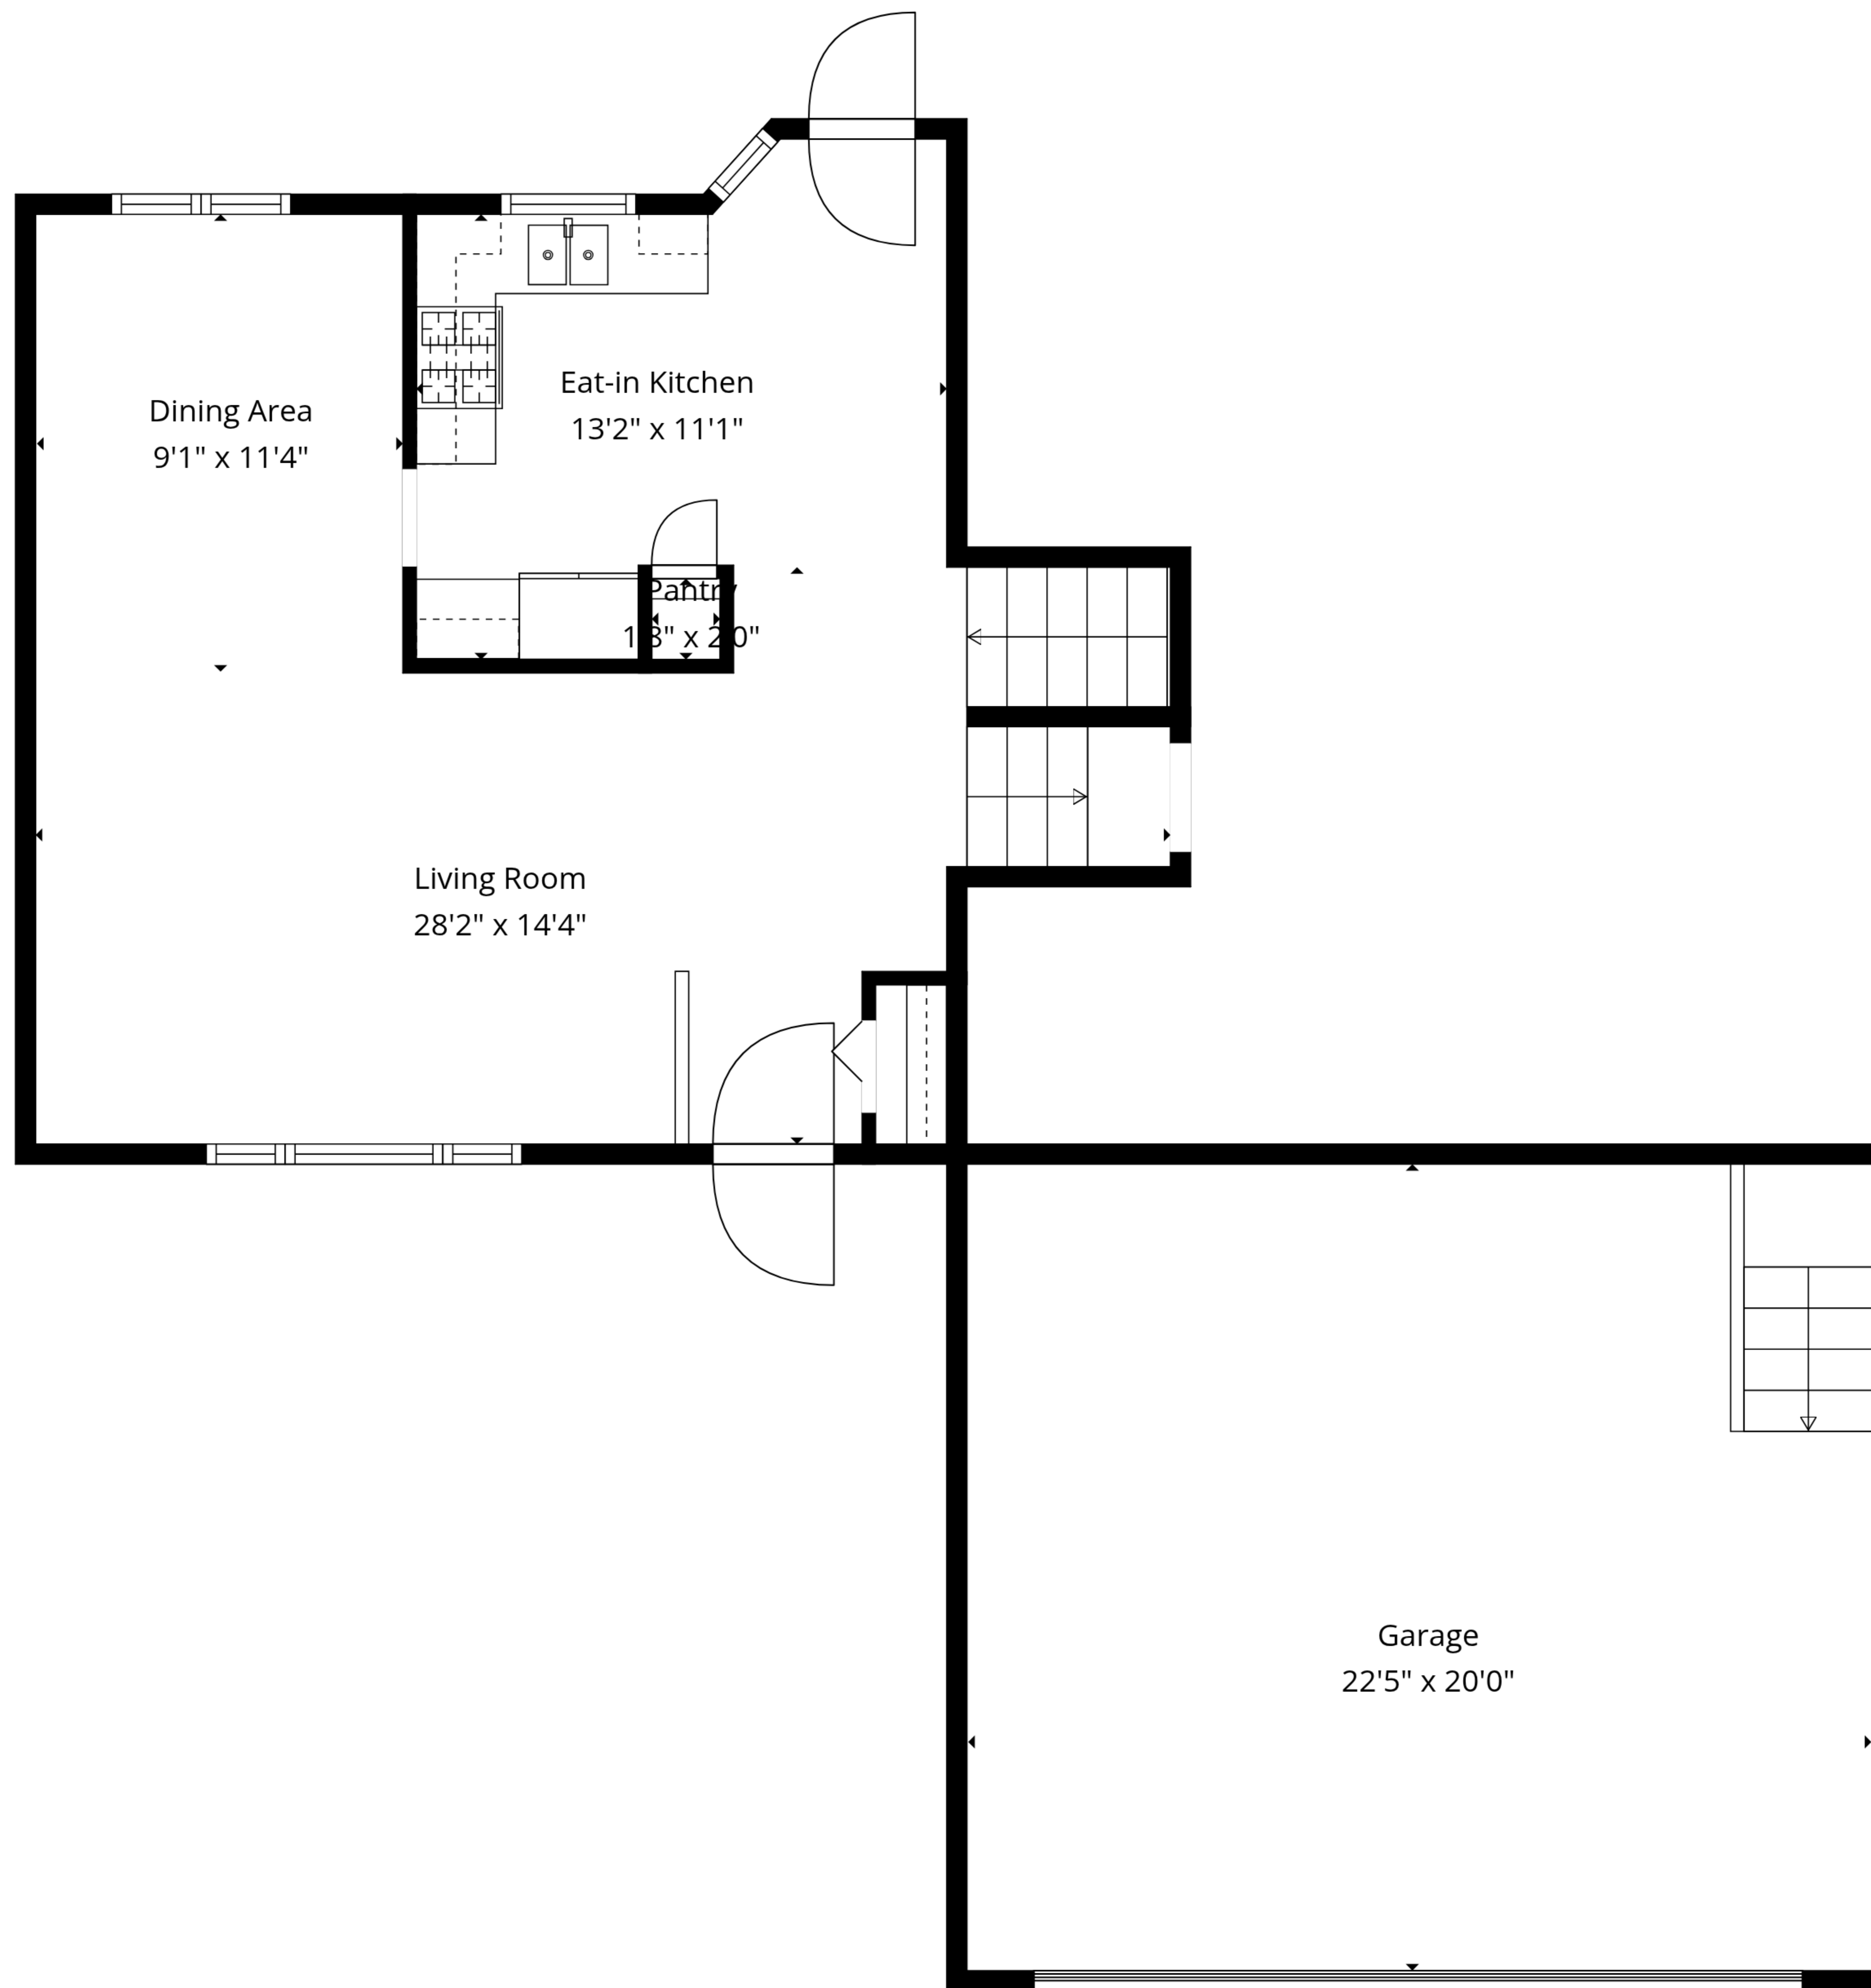 Eat-in Kitchen
13'2" x 11'1"
Dining Area
9'1" x 11'4"
Pantry
x
Living Room
28'2" x 14'4"
Garage
22'5" x 20'0"